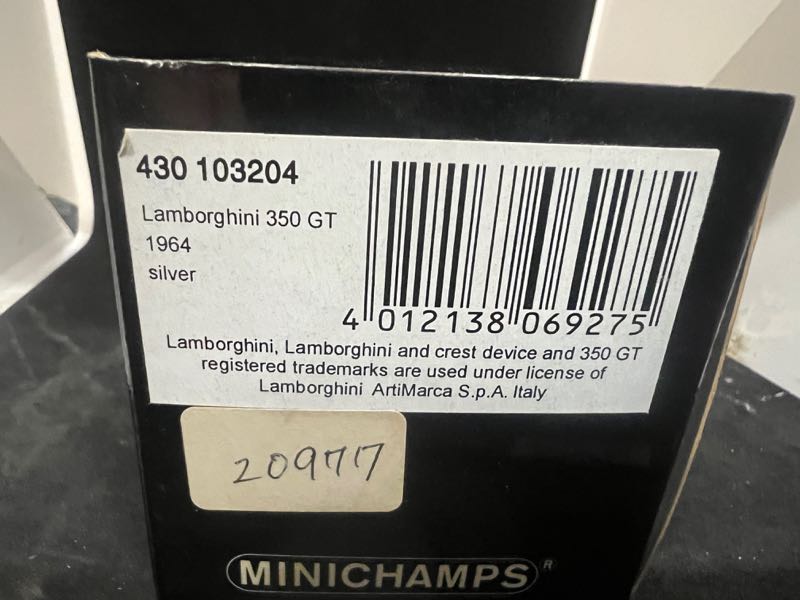 430 103204
Lamborghini 350 GT
1964
silver
4 012138 069275
Lamborghini, Lamborghini and crest device and 350 GT
registered trademarks are used under license of
Lamborghini ArtiMarca S.p.A. Italy
20977
MINICHAMPS®